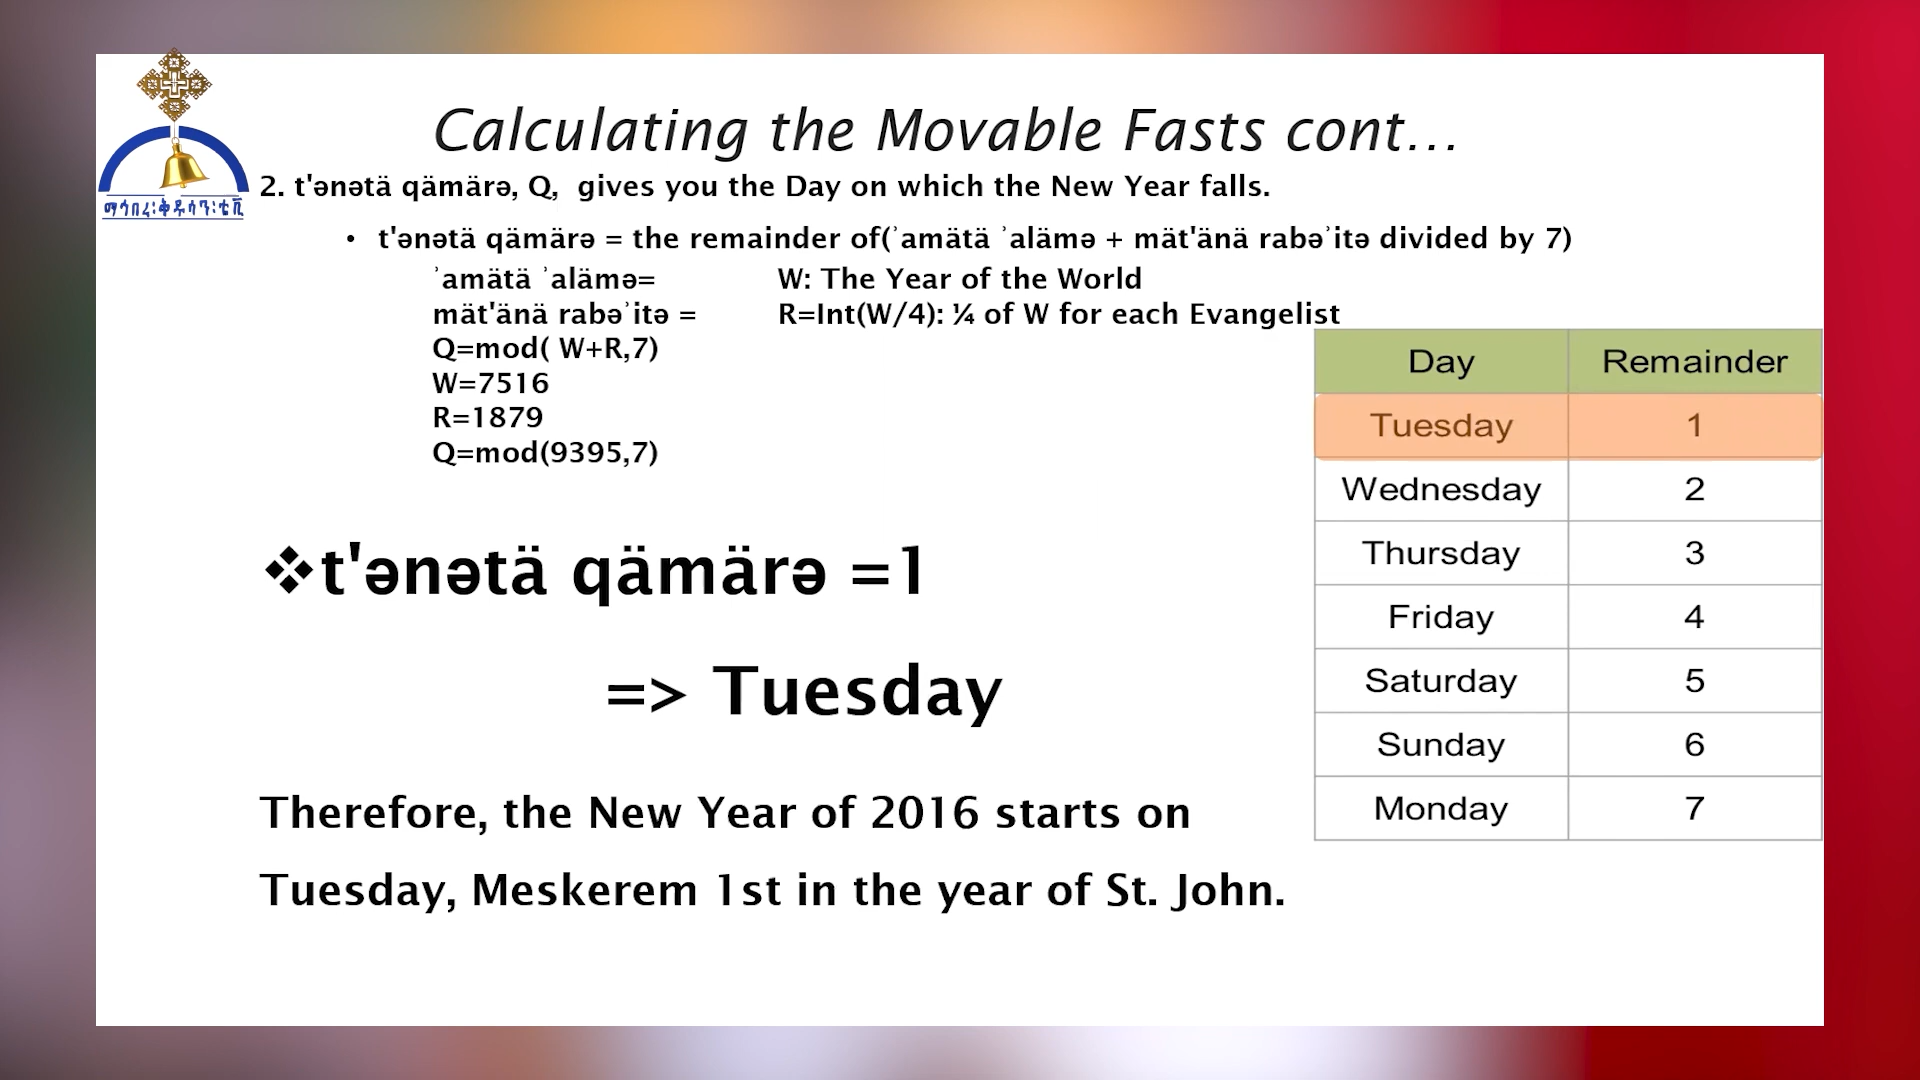 Calculating the Movable Fasts cont...
2. t'ənətä qämärə, Q,  gives you the Day on which the New Year falls.
• t'ənətä qämärə = the remainder of(ʾamätä ʾalämə + mät'änä rabəʾitə divided by 7)
ʾamätä ʾalämə= W: The Year of the World
mät'änä rabəʾitə = R=Int(W/4): ¼ of W for each Evangelist
Q=mod( W+R,7)
W=7516
R=1879
Q=mod(9395,7)
❖t'ənətä qämärə =1
=> Tuesday
Therefore, the New Year of 2016 starts on
Tuesday, Meskerem 1st in the year of St. John.
Day Remainder
Tuesday 1
Wednesday 2
Thursday 3
Friday 4
Saturday 5
Sunday 6
Monday 7
ማኅበረ፡ቅዱሳን፡ቲቪ